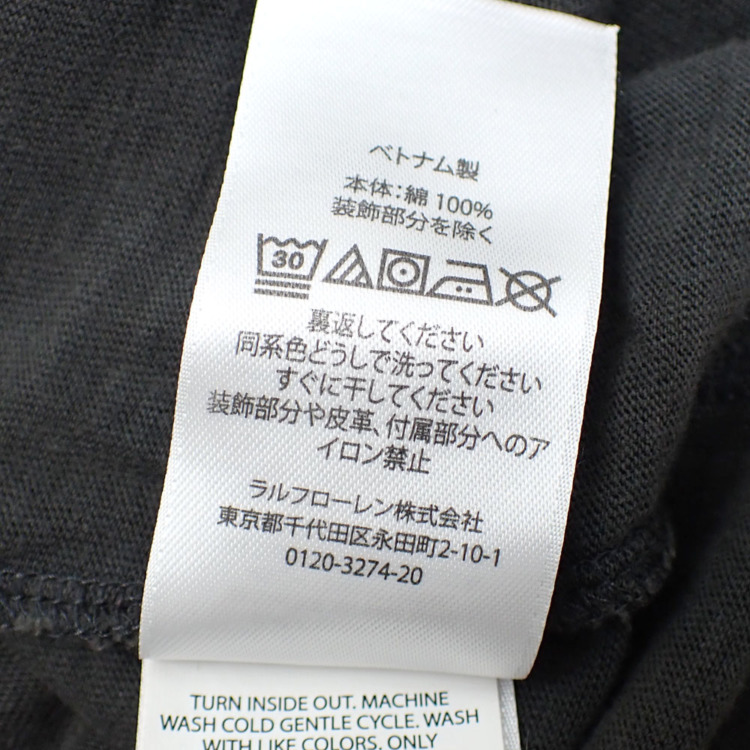 ベトナム製
本体:綿 100%
装飾部分を除く
30
裏返してください
同系色どうしで洗ってください
すぐに干してください
装飾部分や皮革、付属部分へのア
イロン禁止
ラルフローレン株式会社
東京都千代田区永田町2-10-1
0120-3274-20
TURN INSIDE OUT. MACHINE
WASH COLD GENTLE CYCLE. WASH
WITH LIKE COLORS. ONLY